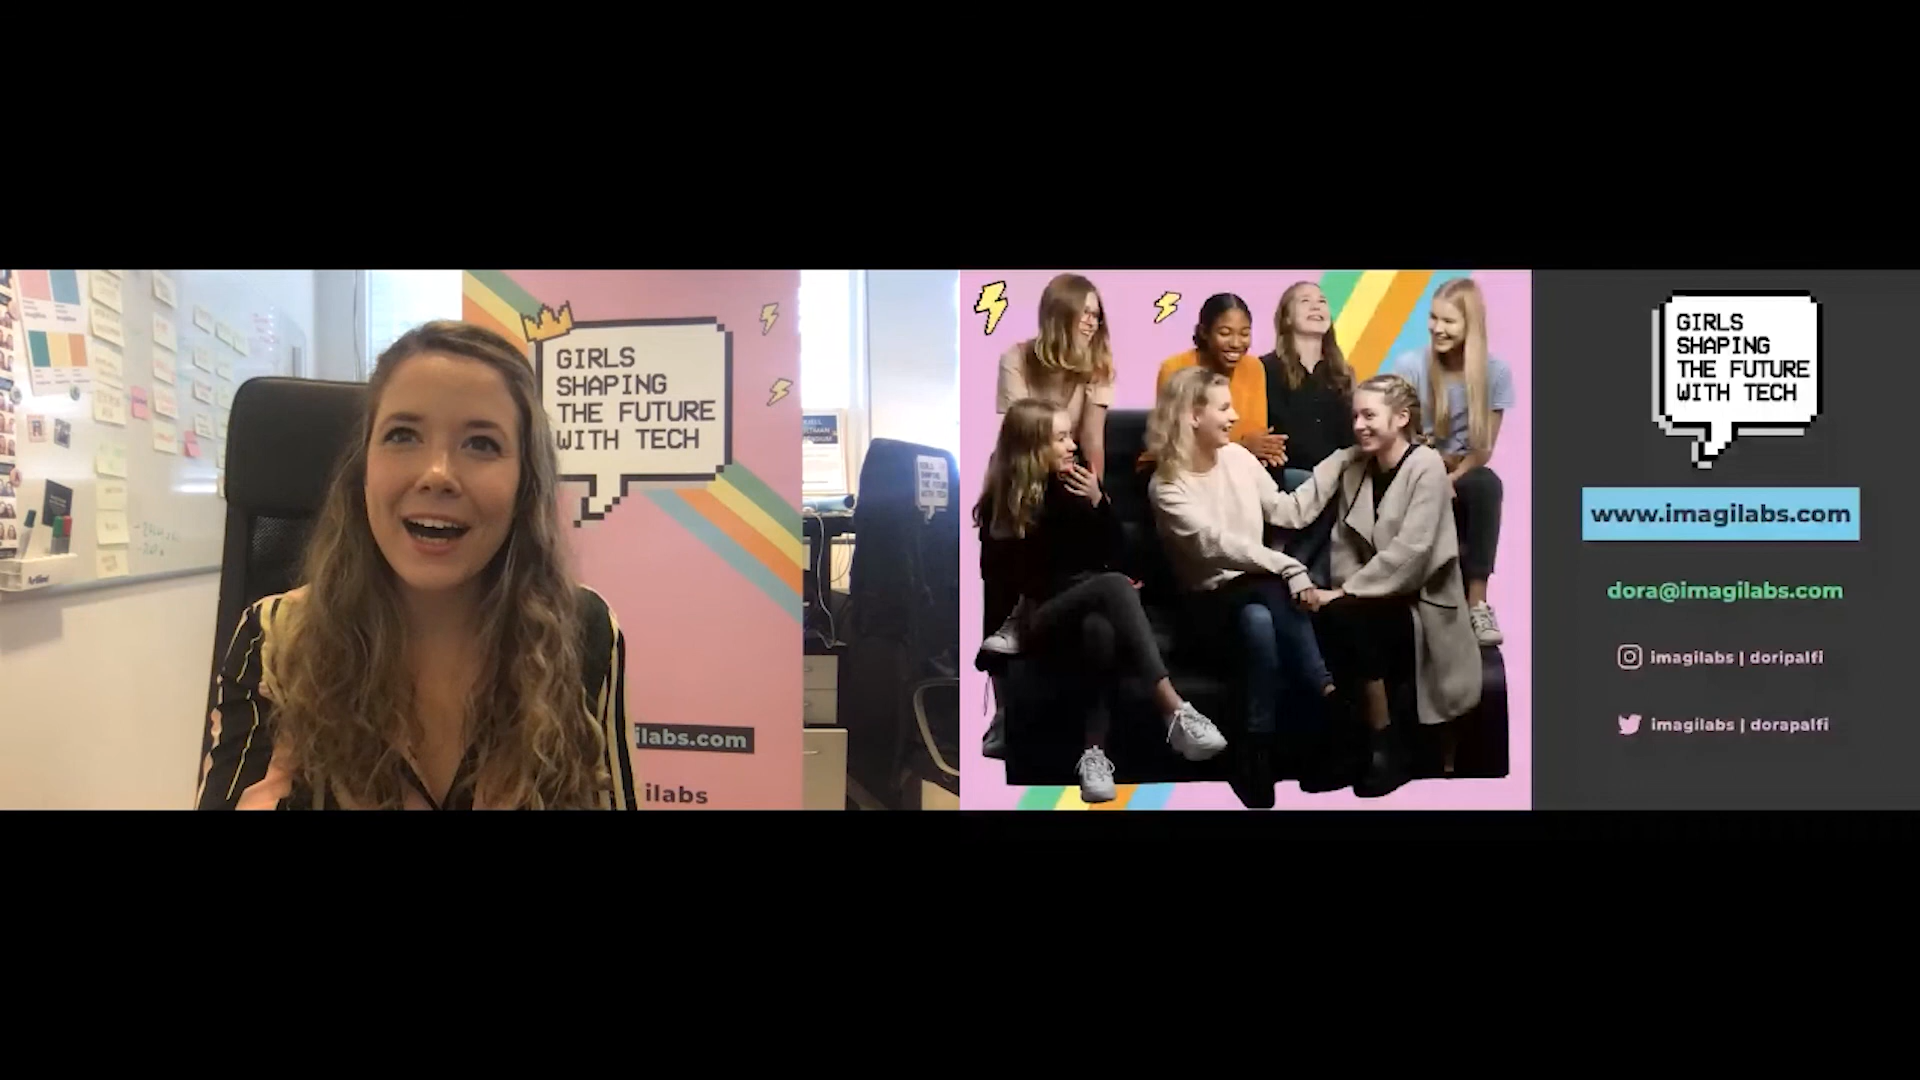 GIRLS
SHAPING
THE FUTURE
WITH TECH
ilabs.com
ilabs
GIRLS
SHAPING
THE FUTURE
WITH TECH
www.imagilabs.com
dora@imagilabs.com
imagilabs | doripalfi
imagilabs | dorapalfi